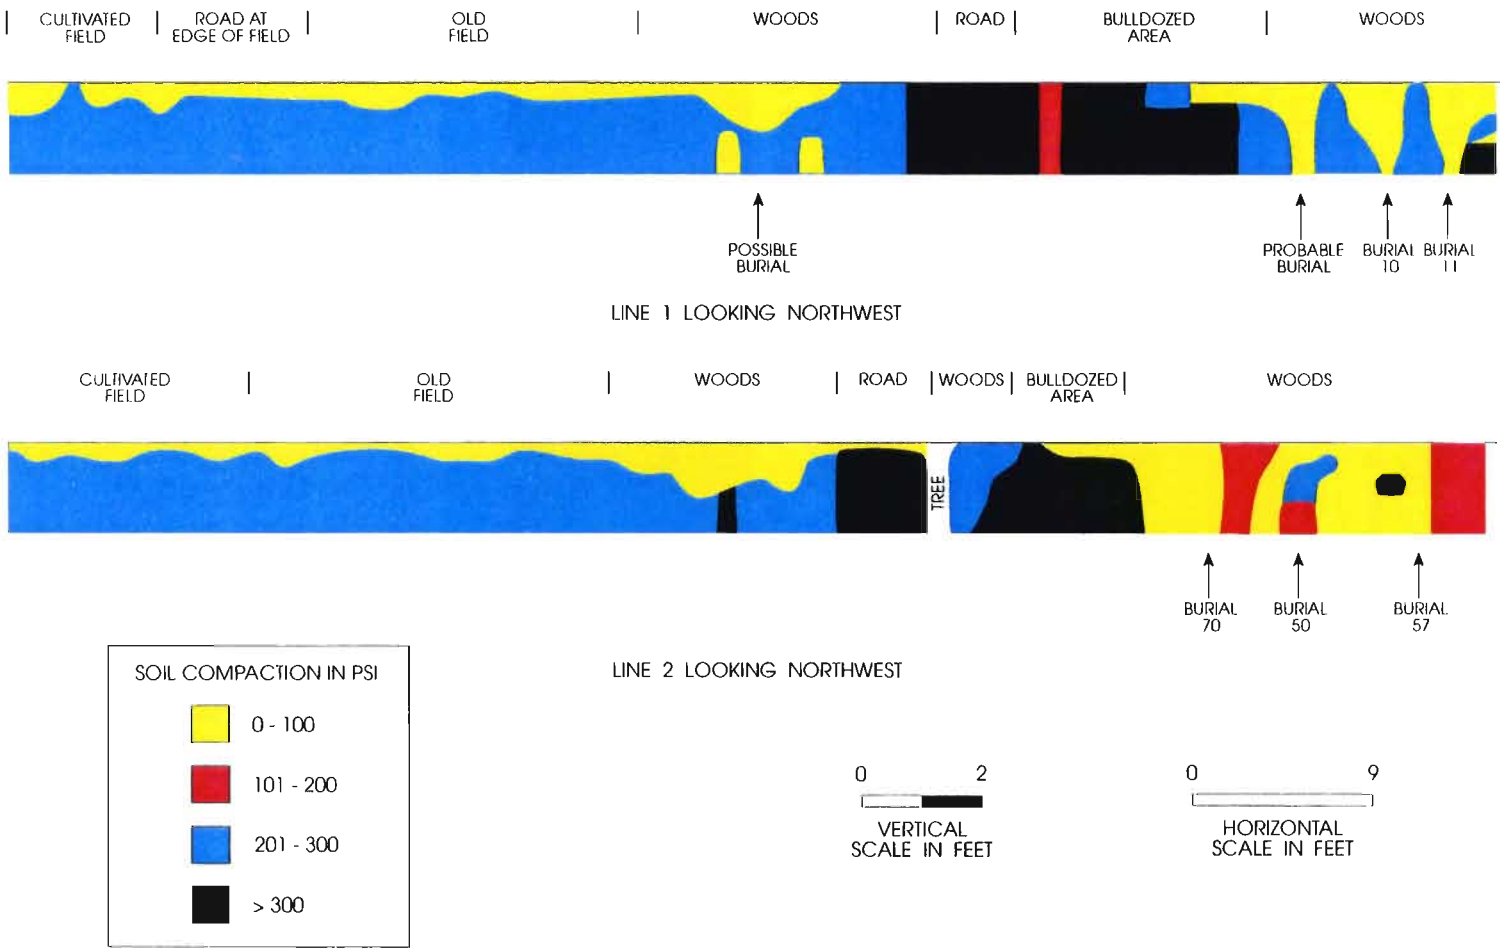 CULTIVATED
FIELD
ROAD AT
EDGE OF FIELD
OLD
FIELD
WOODS
ROAD
BULLDOZED
AREA
WOODS
POSSIBLE
BURIAL
PROBABLE
BURIAL
BURIAL
10
BURIAL
11
LINE 1 LOOKING NORTHWEST
CULTIVATED
FIELD
OLD
FIELD
WOODS
ROAD
WOODS
BULLDOZED
AREA
WOODS
TREE
BURIAL
70
BURIAL
50
BURIAL
57
LINE 2 LOOKING NORTHWEST
SOIL COMPACTION IN PSI
0 - 100
101 - 200
201 - 300
> 300
0 2
VERTICAL
SCALE IN FEET
0 9
HORIZONTAL
SCALE IN FEET